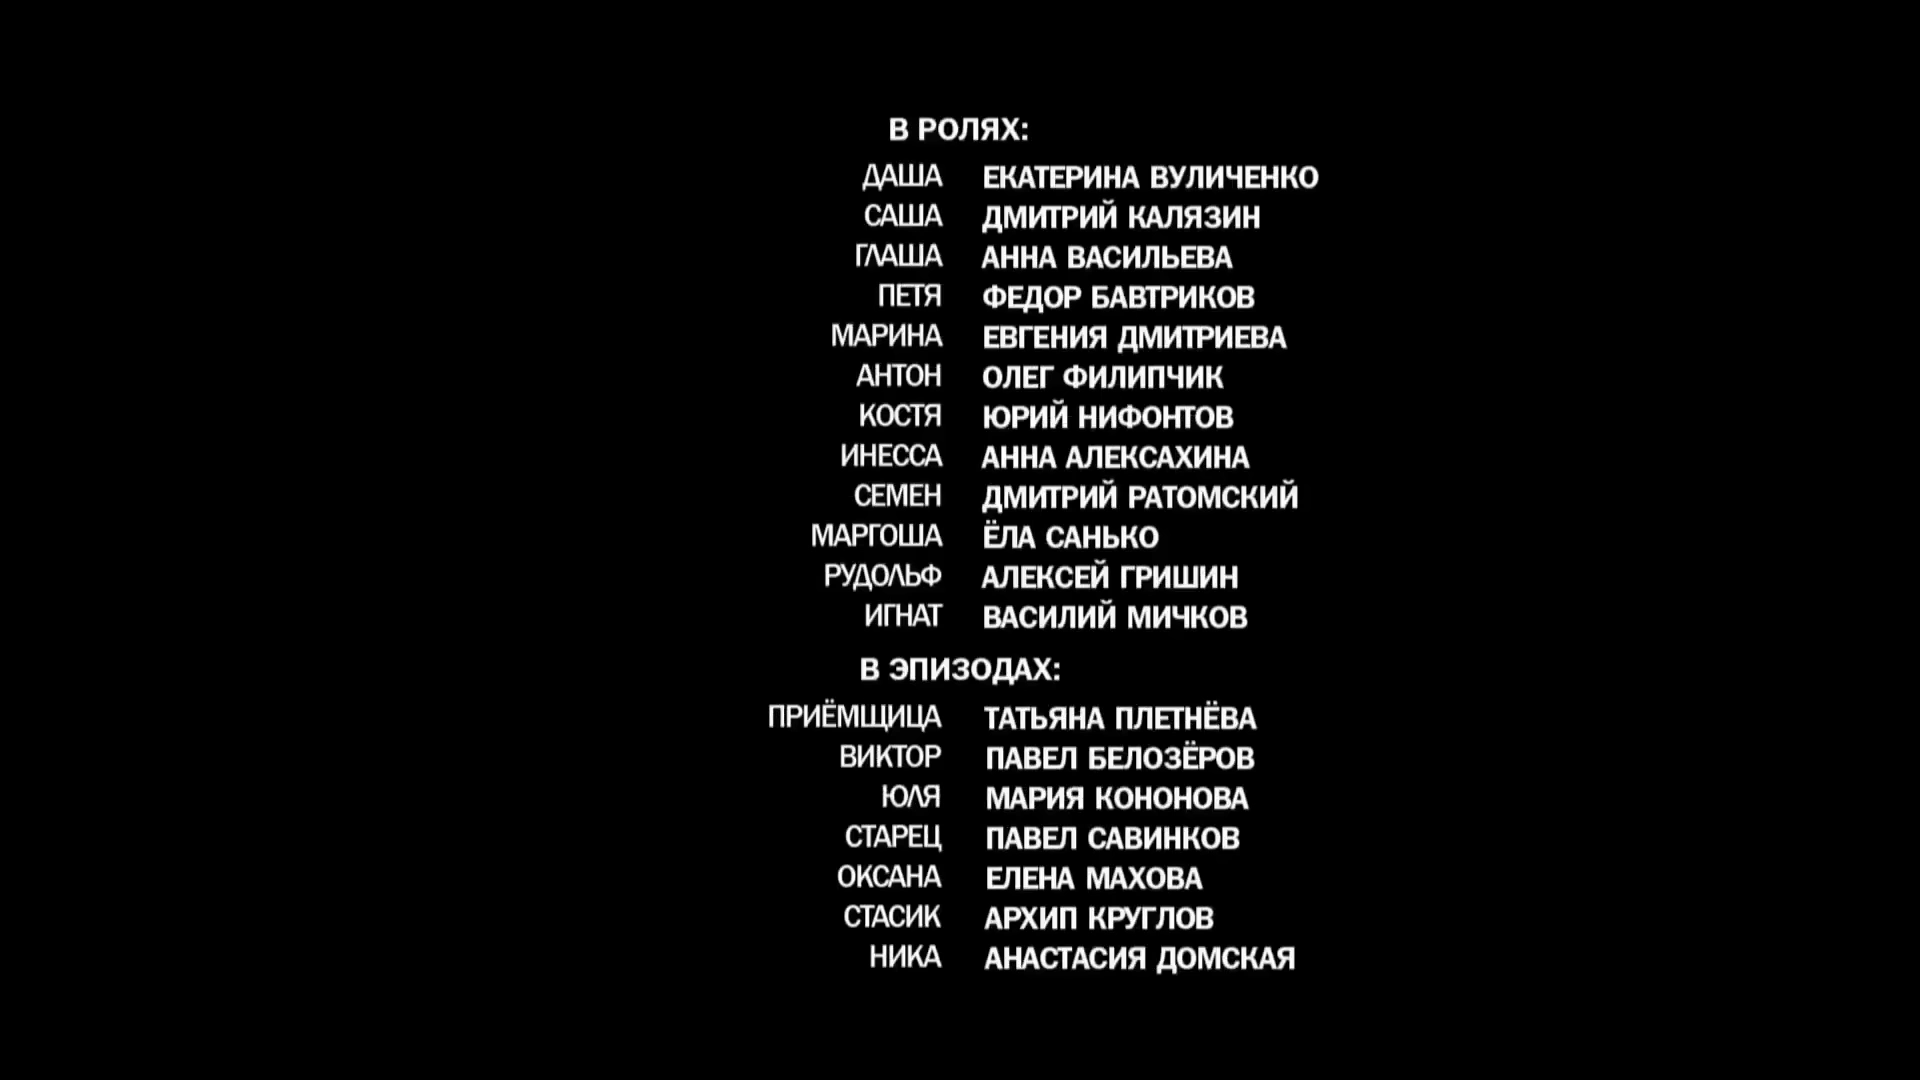 В РОЛЯХ:
ДАША ЕКАТЕРИНА ВУЛИЧЕНКО
САША ДМИТРИЙ КАЛЯЗИН
ГЛАША АННА ВАСИЛЬЕВА
ПЕТЯ ФЕДОР БАВТРИКОВ
МАРИНА ЕВГЕНИЯ ДМИТРИЕВА
АНТОН ОЛЕГ ФИЛИПЧИК
КОСТЯ ЮРИЙ НИФОНТОВ
ИНЕССА АННА АЛЕКСАХИНА
СЕМЕН ДМИТРИЙ РАТОМСКИЙ
МАРГОША ЁЛА САНЬКО
РУДОЛЬФ АЛЕКСЕЙ ГРИШИН
ИГНАТ ВАСИЛИЙ МИЧКОВ
В ЭПИЗОДАХ:
ПРИЁМЩИЦА ТАТЬЯНА ПЛЕТНЁВА
ВИКТОР ПАВЕЛ БЕЛОЗЁРОВ
ЮЛЯ МАРИЯ КОНОНОВА
СТАРЕЦ ПАВЕЛ САВИНКОВ
ОКСАНА ЕЛЕНА МАХОВА
СТАСИК АРХИП КРУГЛОВ
НИКА АНАСТАСИЯ ДОМСКАЯ